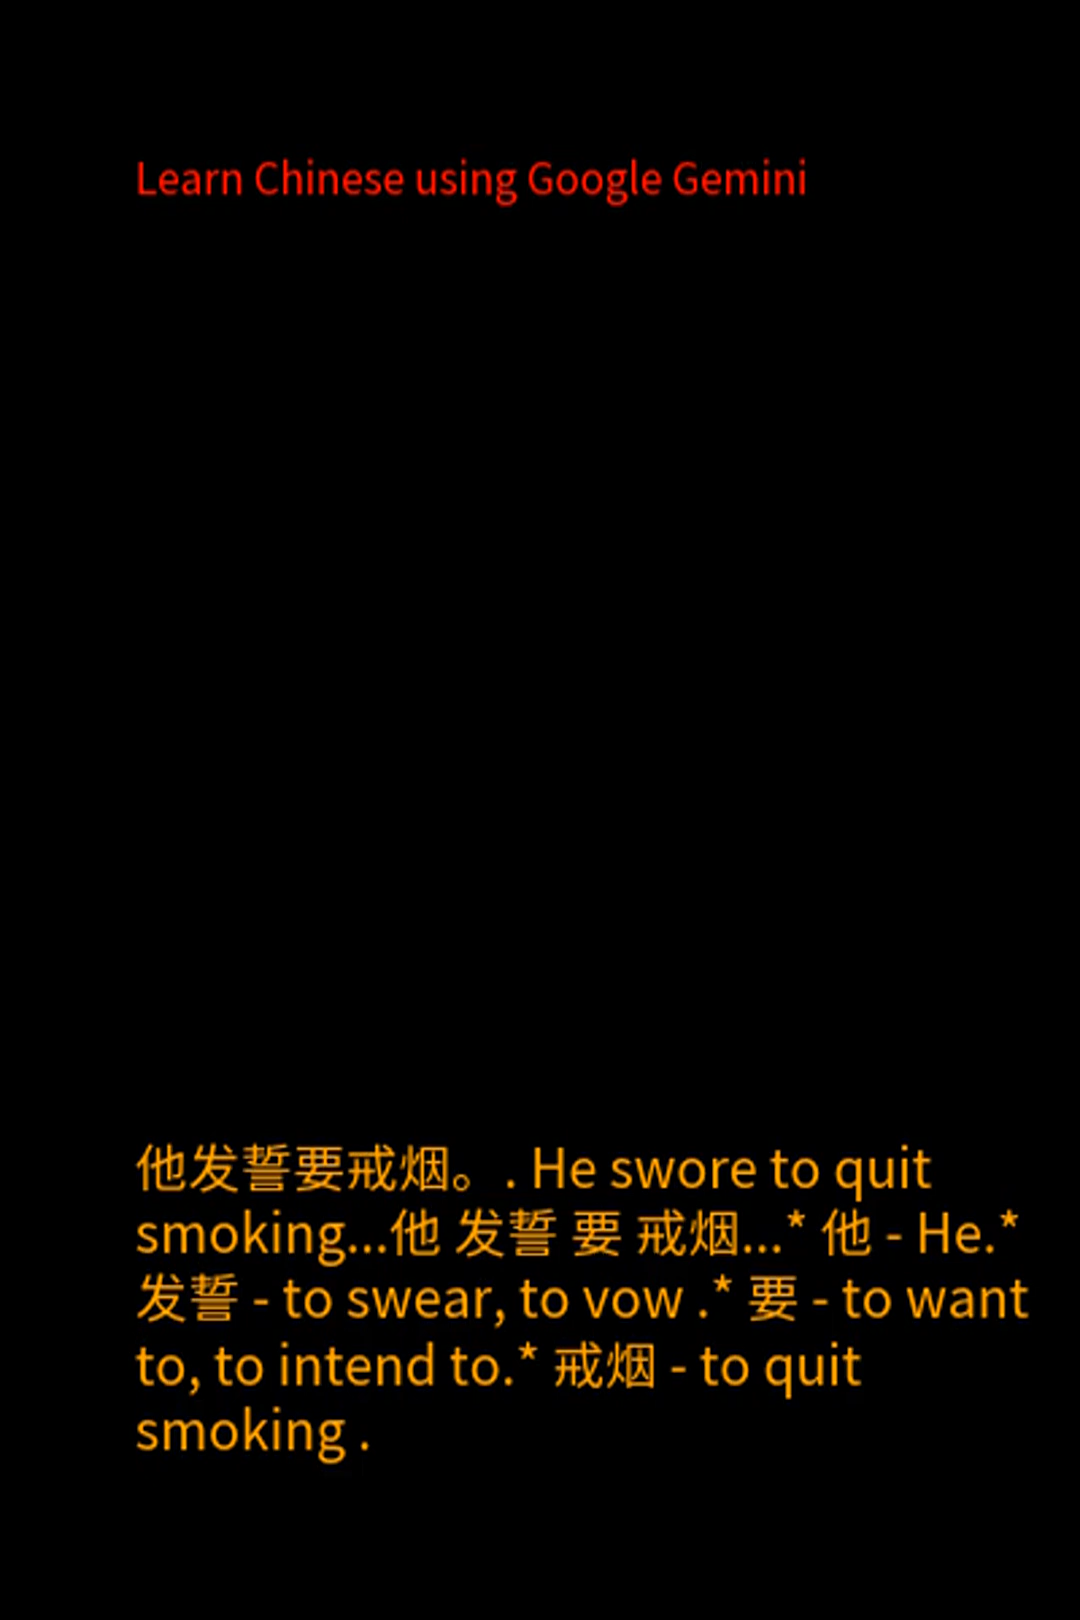 Learn Chinese using Google Gemini
他发誓要戒烟。. He swore to quit
smoking...他 发誓 要 戒烟...* 他 - He.*
发誓 - to swear, to vow .* 要 - to want
to, to intend to.* 戒烟 - to quit
smoking .